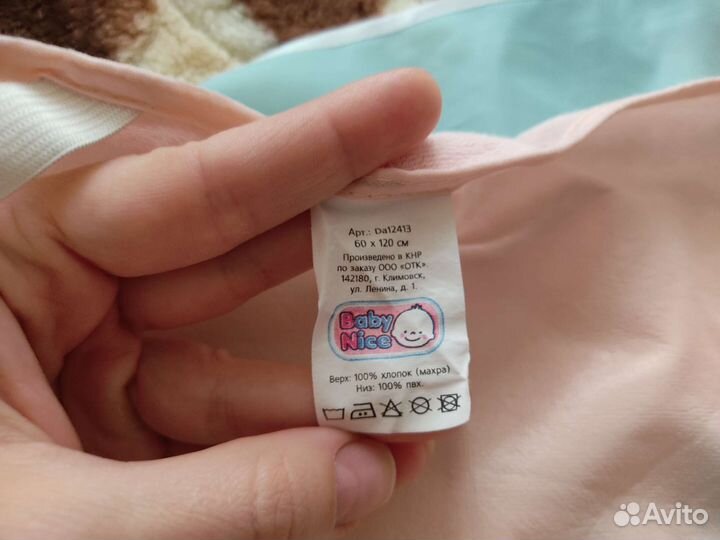 Арт.: Da12413
60 x 120 см
Произведено в КНР
по заказу ООО «ОТК».
142180, г. Климовск,
ул. Ленина, д. 1.
Baby
Nice
Верх: 100% хлопок (махра)
Низ: 100% пвх.
Avito